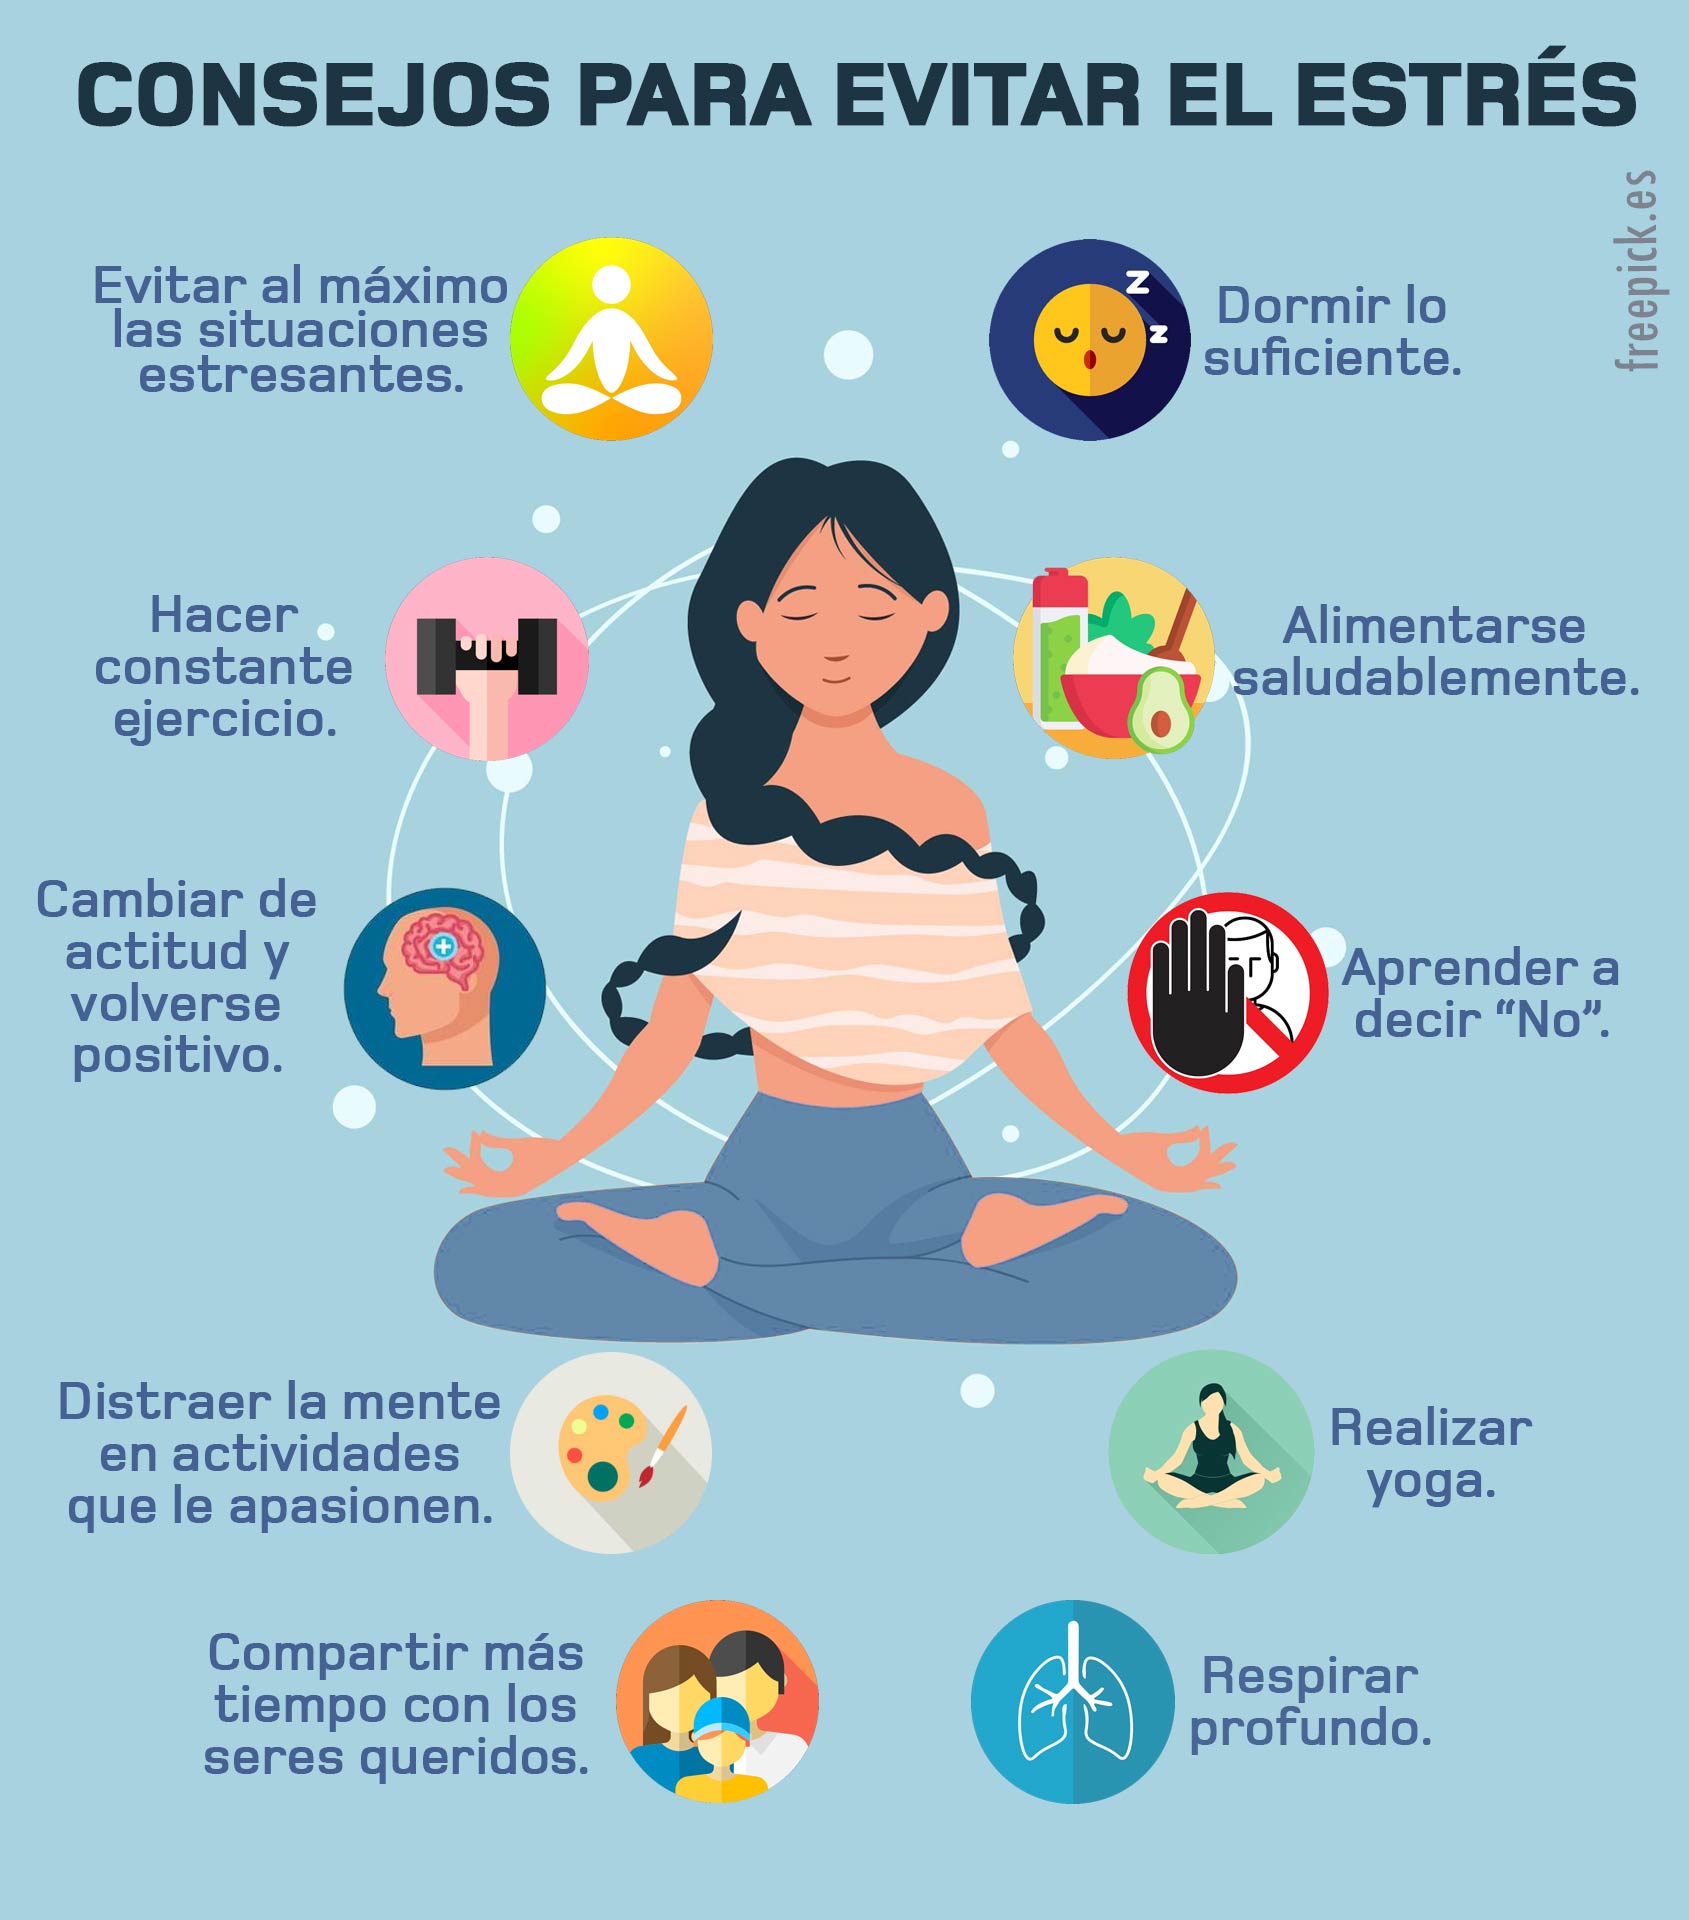 CONSEJOS PARA EVITAR EL ESTRÉS
freepick.es
Evitar al máximo
las situaciones
estresantes.
Z
Z
Dormir lo
suficiente.
Hacer
constante
ejercicio.
Alimentarse
saludablemente.
Cambiar de
actitud y
volverse
positivo.
Aprender a
decir “No”.
Distraer la mente
en actividades
que le apasionen.
Realizar
yoga.
Compartir más
tiempo con los
seres queridos.
Respirar
profundo.